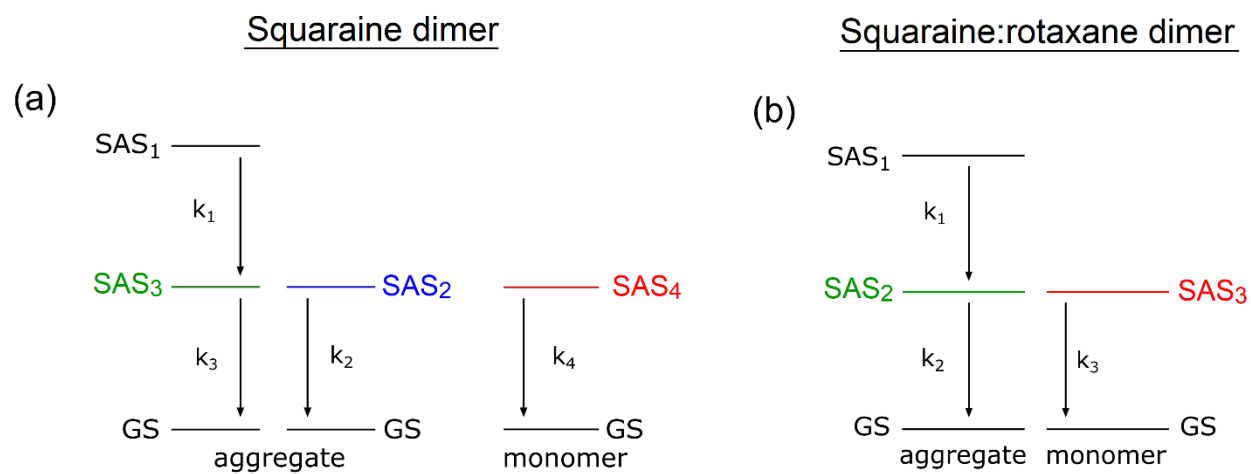 Squaraine dimer
(a)
SAS₁
k₁
SAS₃
SAS₂
SAS₄
k₃
k₂
k₄
GS
GS
GS
aggregate
monomer
Squaraine:rotaxane dimer
(b)
SAS₁
k₁
SAS₂
SAS₃
k₂
k₃
GS
GS
aggregate
monomer